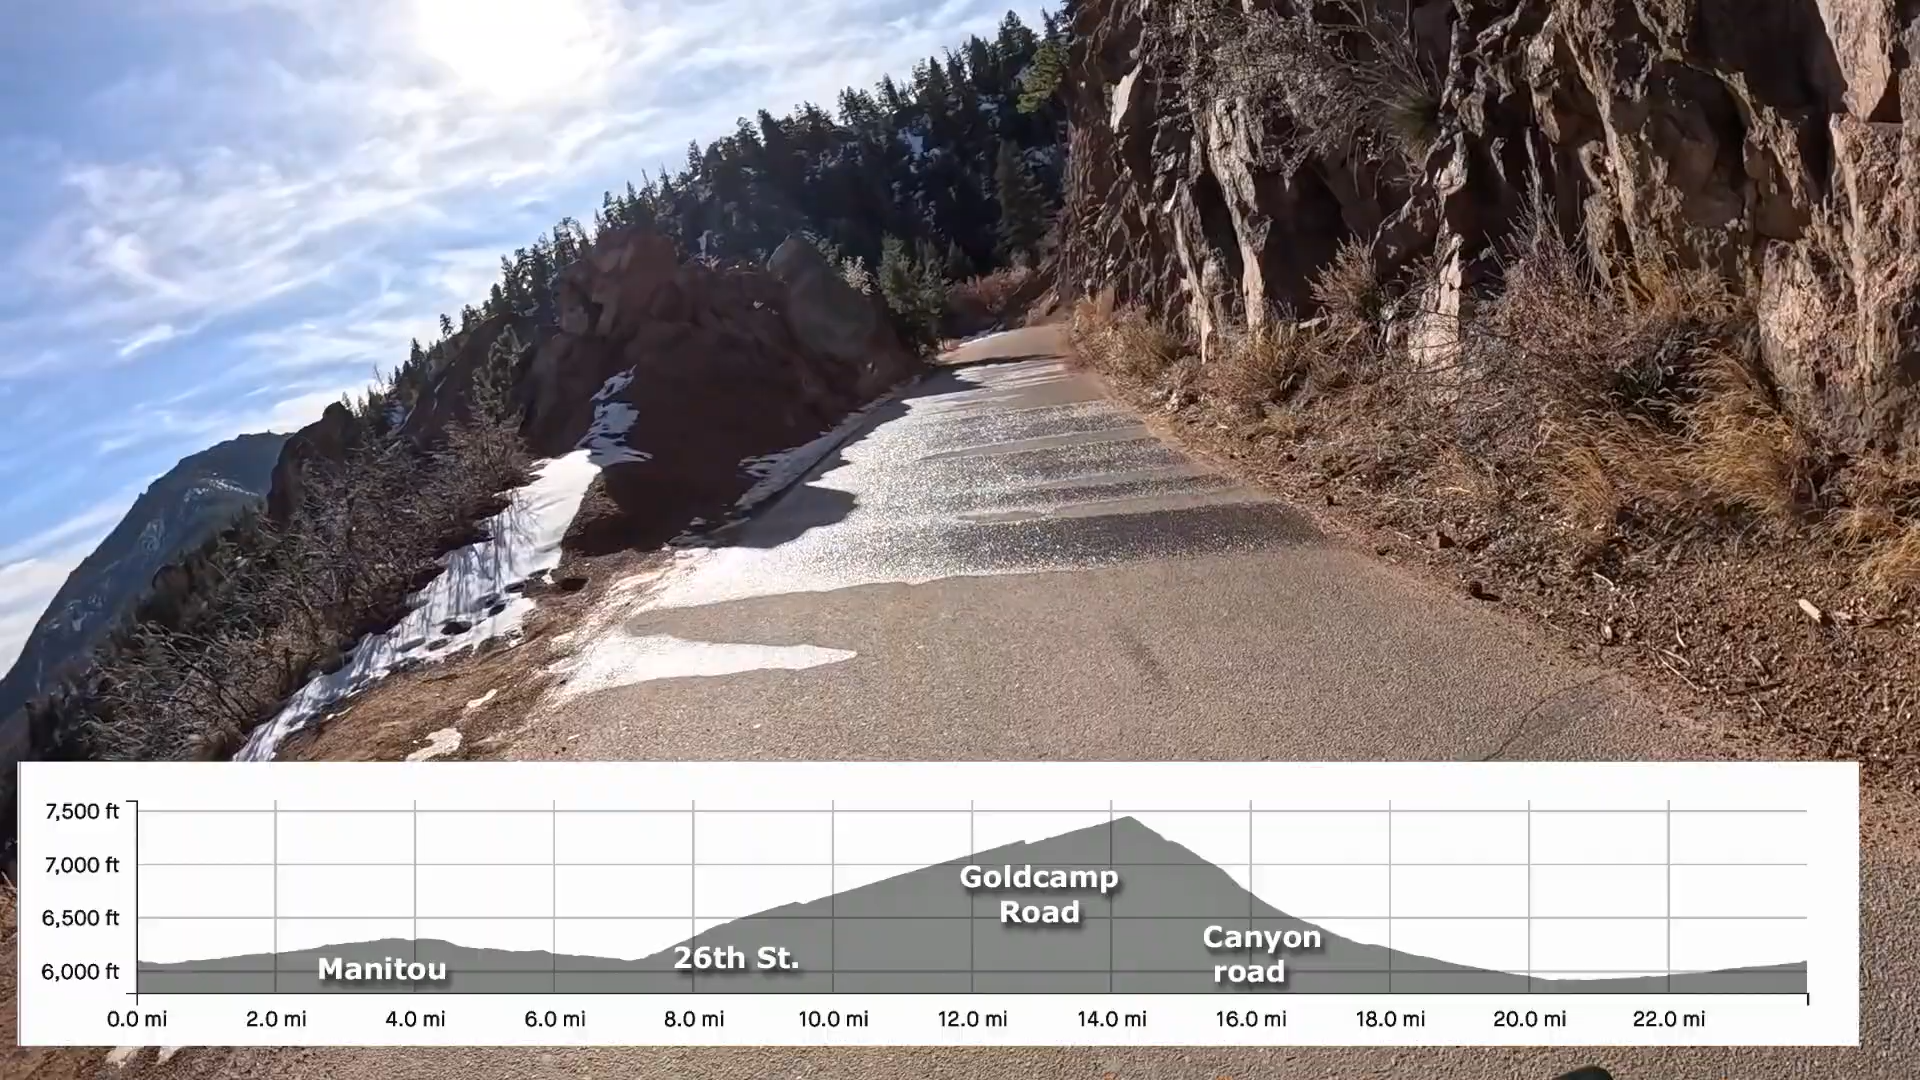 7,500 ft
7,000 ft
6,500 ft
6,000 ft
Goldcamp
Road
Manitou
26th St.
Canyon
road
0.0 mi 2.0 mi 4.0 mi 6.0 mi 8.0 mi 10.0 mi 12.0 mi 14.0 mi 16.0 mi 18.0 mi 20.0 mi 22.0 mi